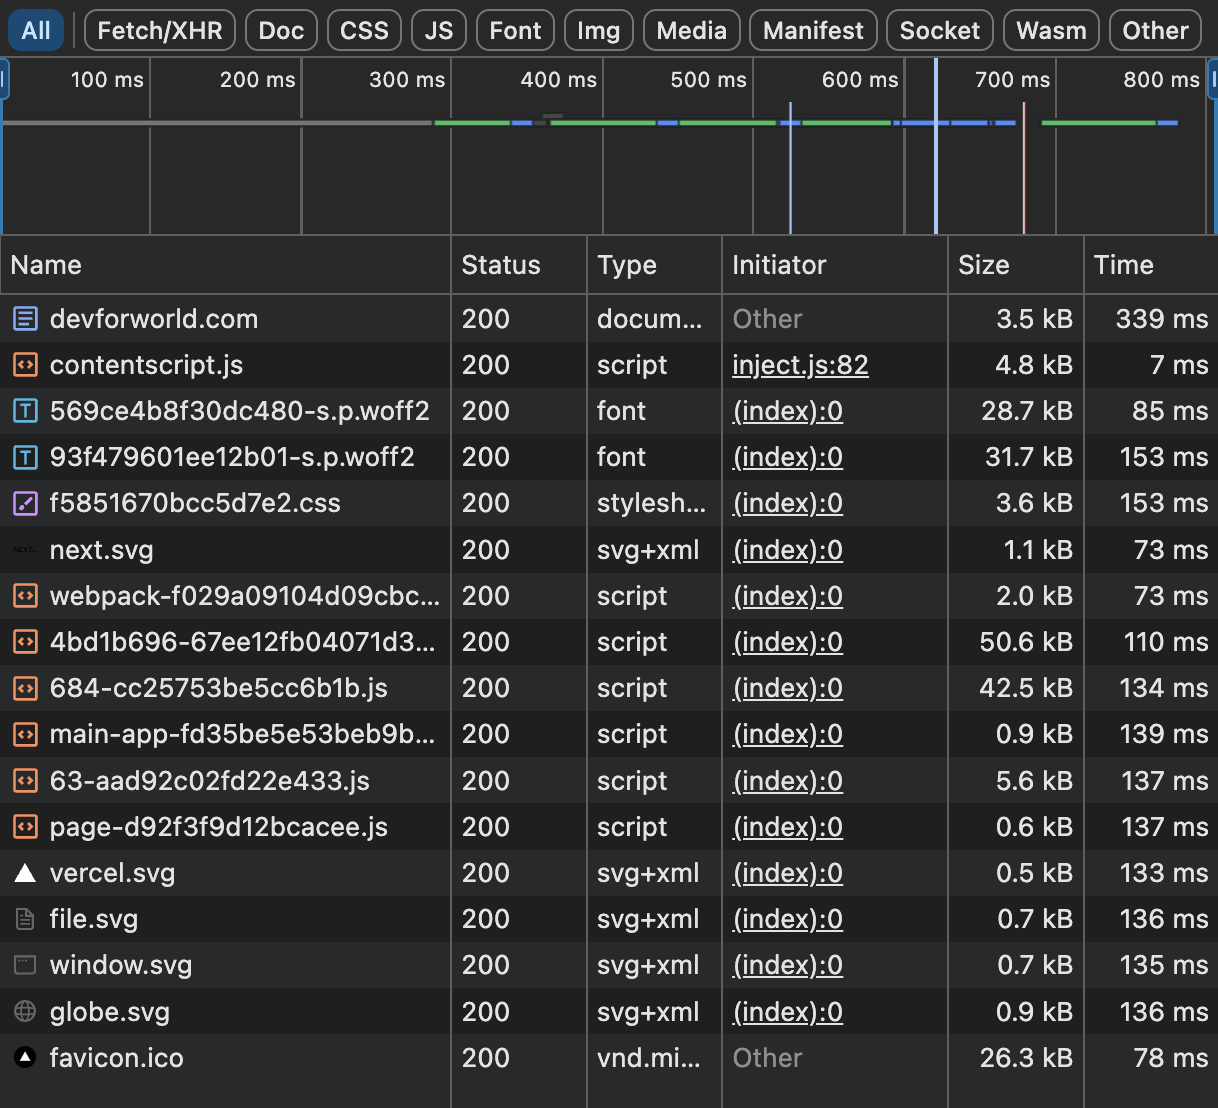 All Fetch/XHR Doc CSS JS Font Img Media Manifest Socket Wasm Other
100 ms 200 ms 300 ms 400 ms 500 ms 600 ms 700 ms 800 ms
Name Status Type Initiator Size Time
devforworld.com 200 docum... Other 3.5 kB 339 ms
contentscript.js 200 script inject.js:82 4.8 kB 7 ms
569ce4b8f30dc480-s.p.woff2 200 font (index):0 28.7 kB 85 ms
93f479601ee12b01-s.p.woff2 200 font (index):0 31.7 kB 153 ms
f5851670bcc5d7e2.css 200 stylesh... (index):0 3.6 kB 153 ms
next.svg 200 svg+xml (index):0 1.1 kB 73 ms
webpack-f029a09104d09cbc... 200 script (index):0 2.0 kB 73 ms
4bd1b696-67ee12fb04071d3... 200 script (index):0 50.6 kB 110 ms
684-cc25753be5cc6b1b.js 200 script (index):0 42.5 kB 134 ms
main-app-fd35be5e53beb9b... 200 script (index):0 0.9 kB 139 ms
63-aad92c02fd22e433.js 200 script (index):0 5.6 kB 137 ms
page-d92f3f9d12bcacee.js 200 script (index):0 0.6 kB 137 ms
vercel.svg 200 svg+xml (index):0 0.5 kB 133 ms
file.svg 200 svg+xml (index):0 0.7 kB 136 ms
window.svg 200 svg+xml (index):0 0.7 kB 135 ms
globe.svg 200 svg+xml (index):0 0.9 kB 136 ms
favicon.ico 200 vnd.mi... Other 26.3 kB 78 ms